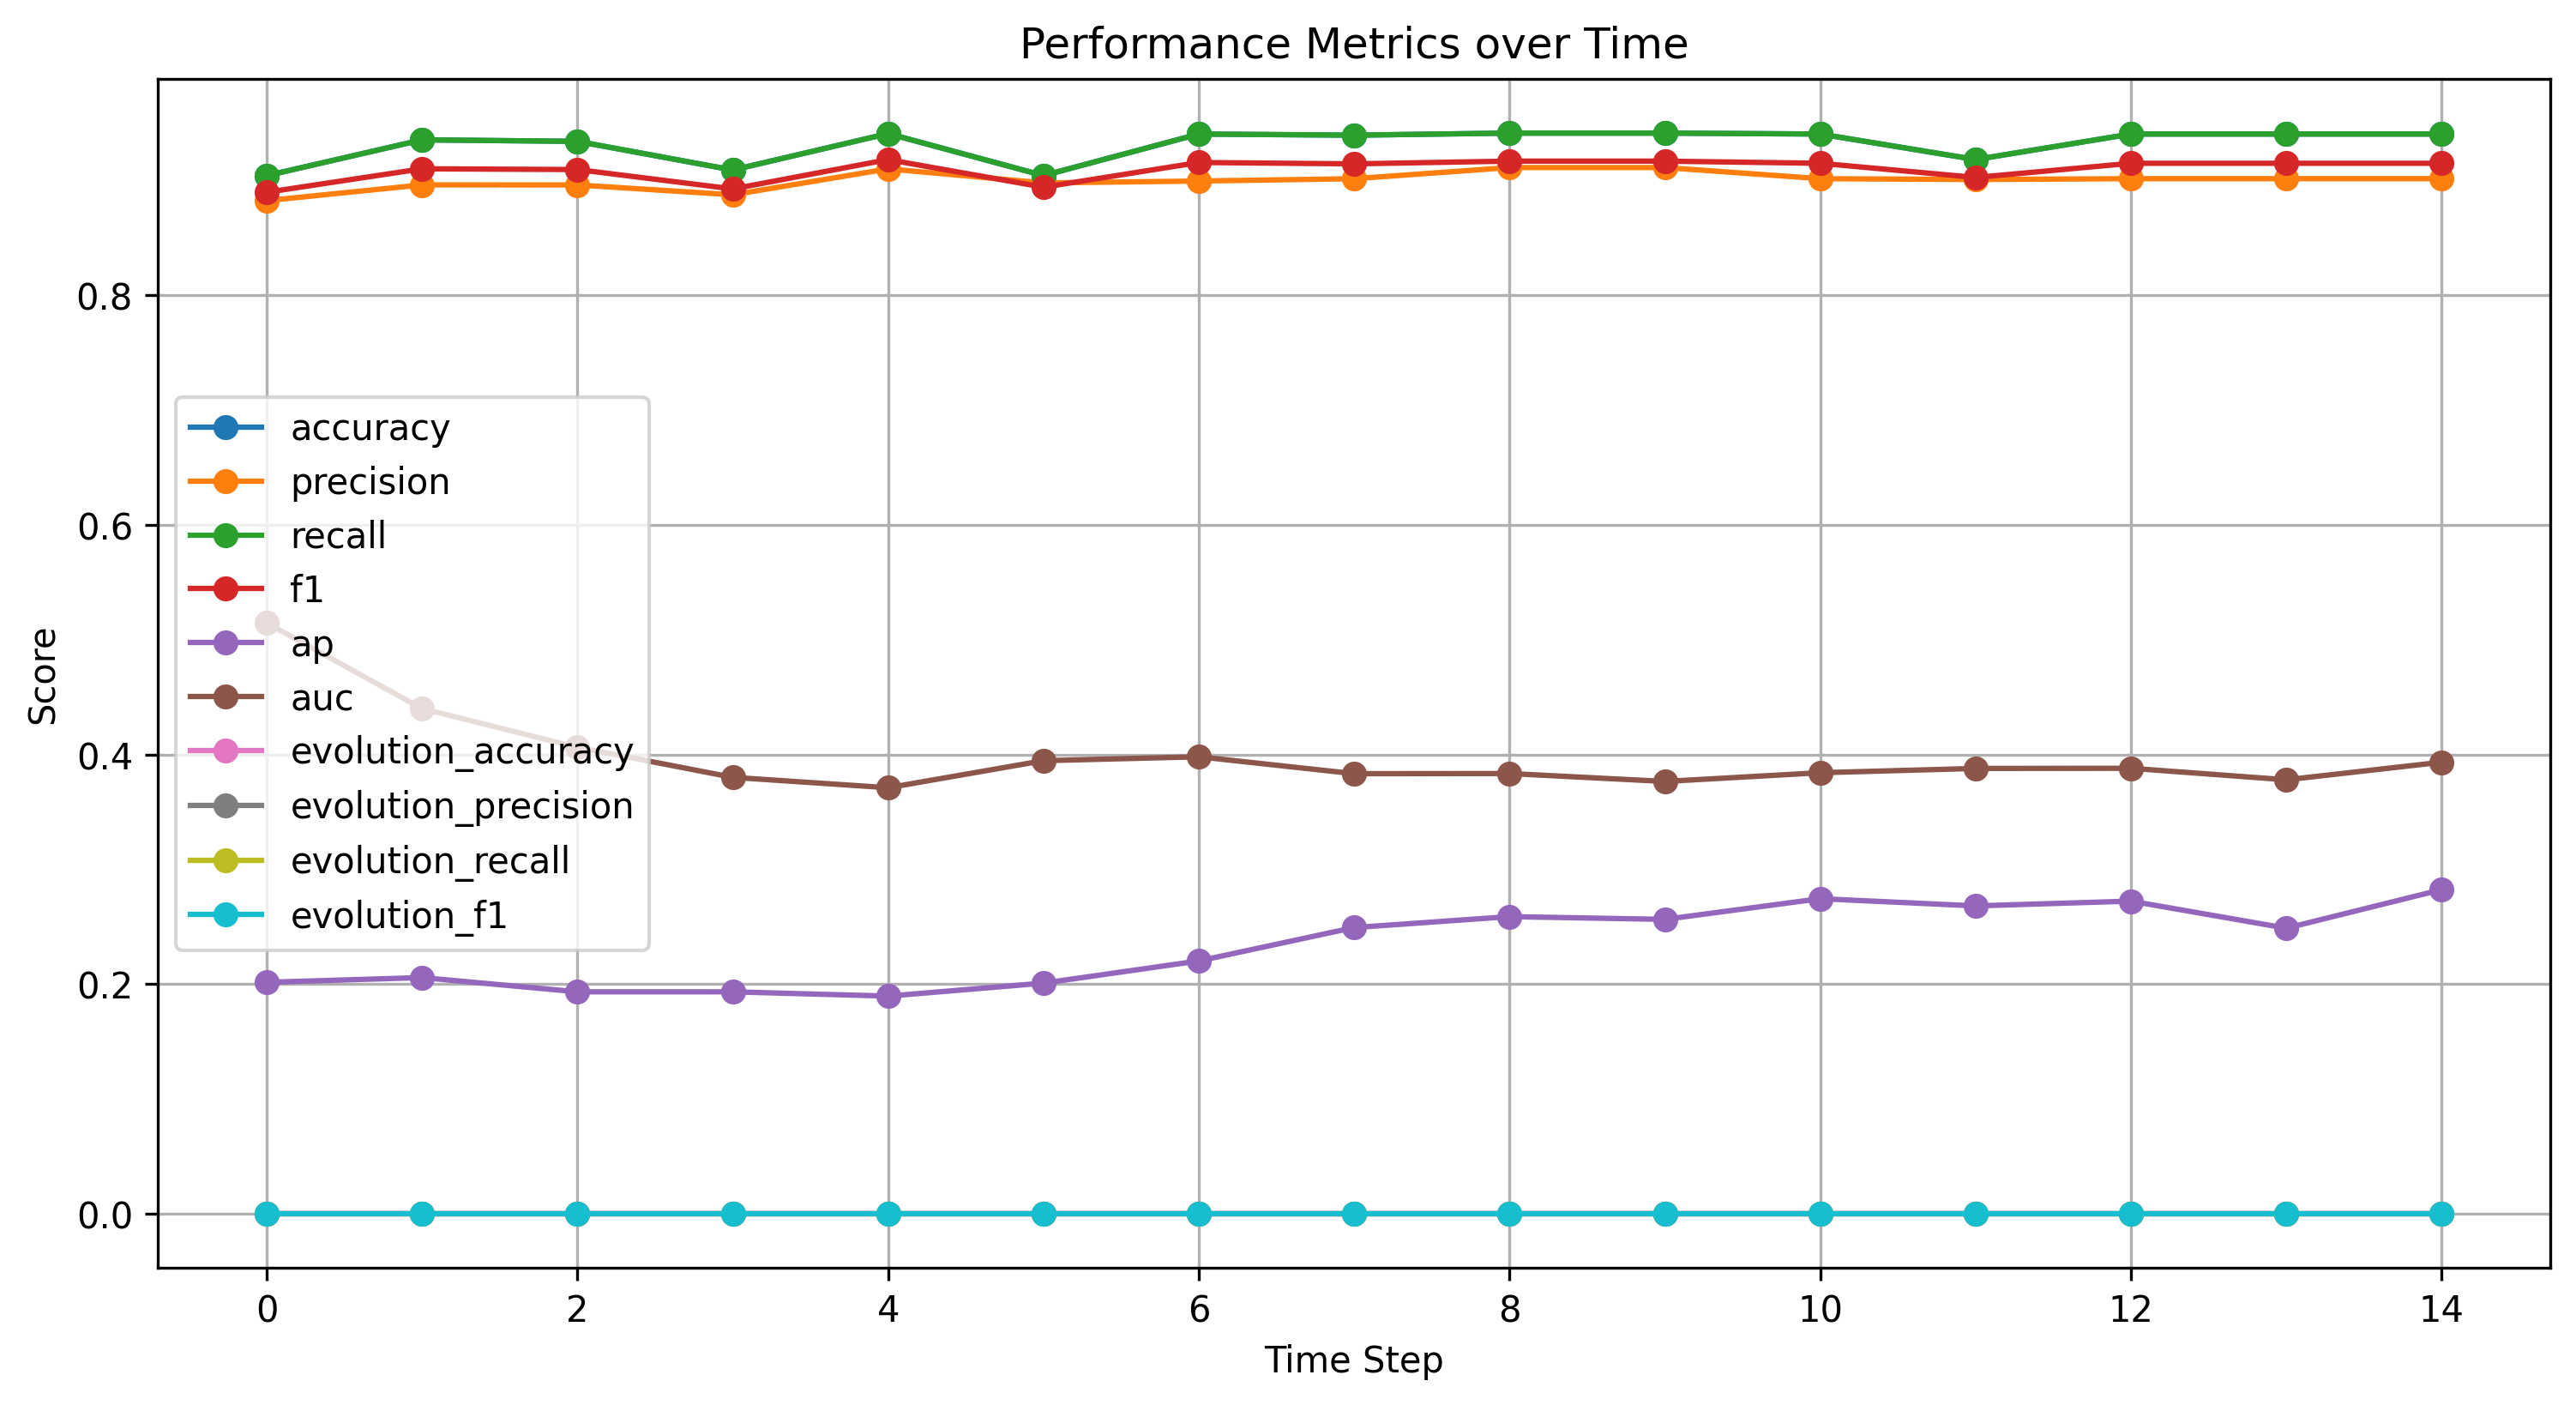 Performance Metrics over Time
Score
0.8
0.6
0.4
0.2
0.0
accuracy
precision
recall
f1
ap
auc
evolution_accuracy
evolution_precision
evolution_recall
evolution_f1
0 2 4 6 8 10 12 14
Time Step